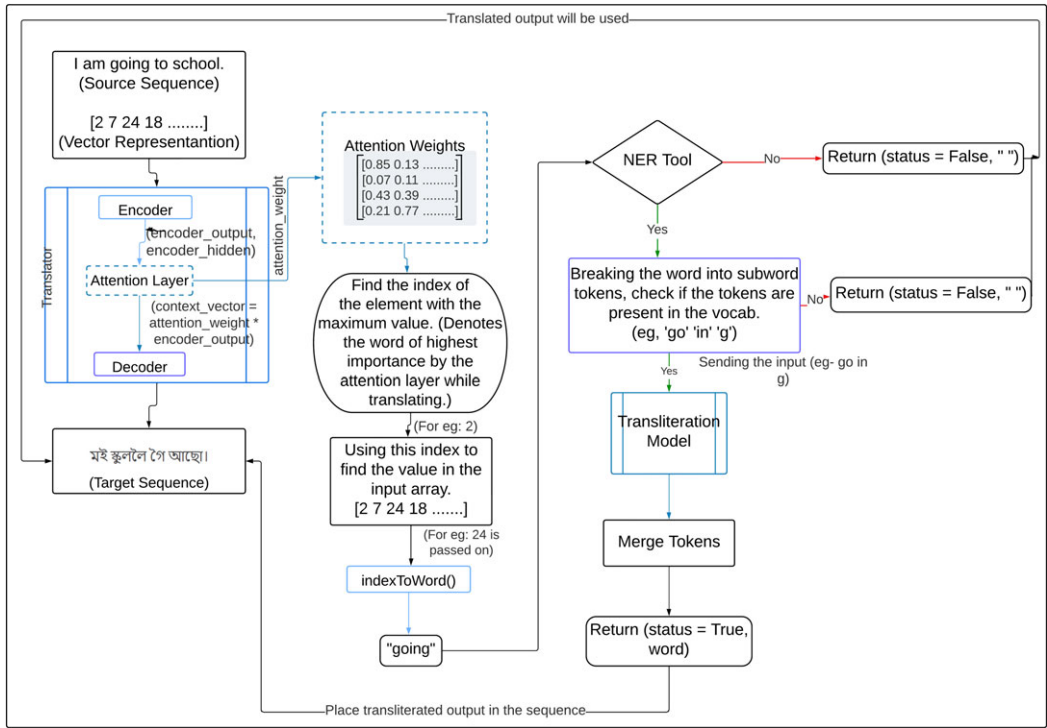 Translated output will be used
I am going to school.
(Source Sequence)
[2 7 24 18 ........]
(Vector Representantion)
Translator
Encoder
(encoder_output,
encoder_hidden)
Attention Layer
(context_vector =
attention_weight *
encoder_output)
Decoder
মই স্কুললৈ গৈ আছো।
(Target Sequence)
attention_weight
Attention Weights
[0.85 0.13 .........]
[0.07 0.11 .........]
[0.43 0.39 .........]
[0.21 0.77 .........]
Find the index of
the element with the
maximum value. (Denotes
the word of highest
importance by the
attention layer while
translating.)
(For eg: 2)
Using this index to
find the value in the
input array.
[2 7 24 18 .......]
(For eg: 24 is
passed on)
indexToWord()
"going"
NER Tool
No
Return (status = False, " ")
Yes
Breaking the word into subword
tokens, check if the tokens are
present in the vocab.
(eg, 'go' 'in' 'g')
No
Return (status = False, " ")
Sending the input (eg- go in
g)
Yes
Transliteration
Model
Merge Tokens
Return (status = True,
word)
Place transliterated output in the sequence